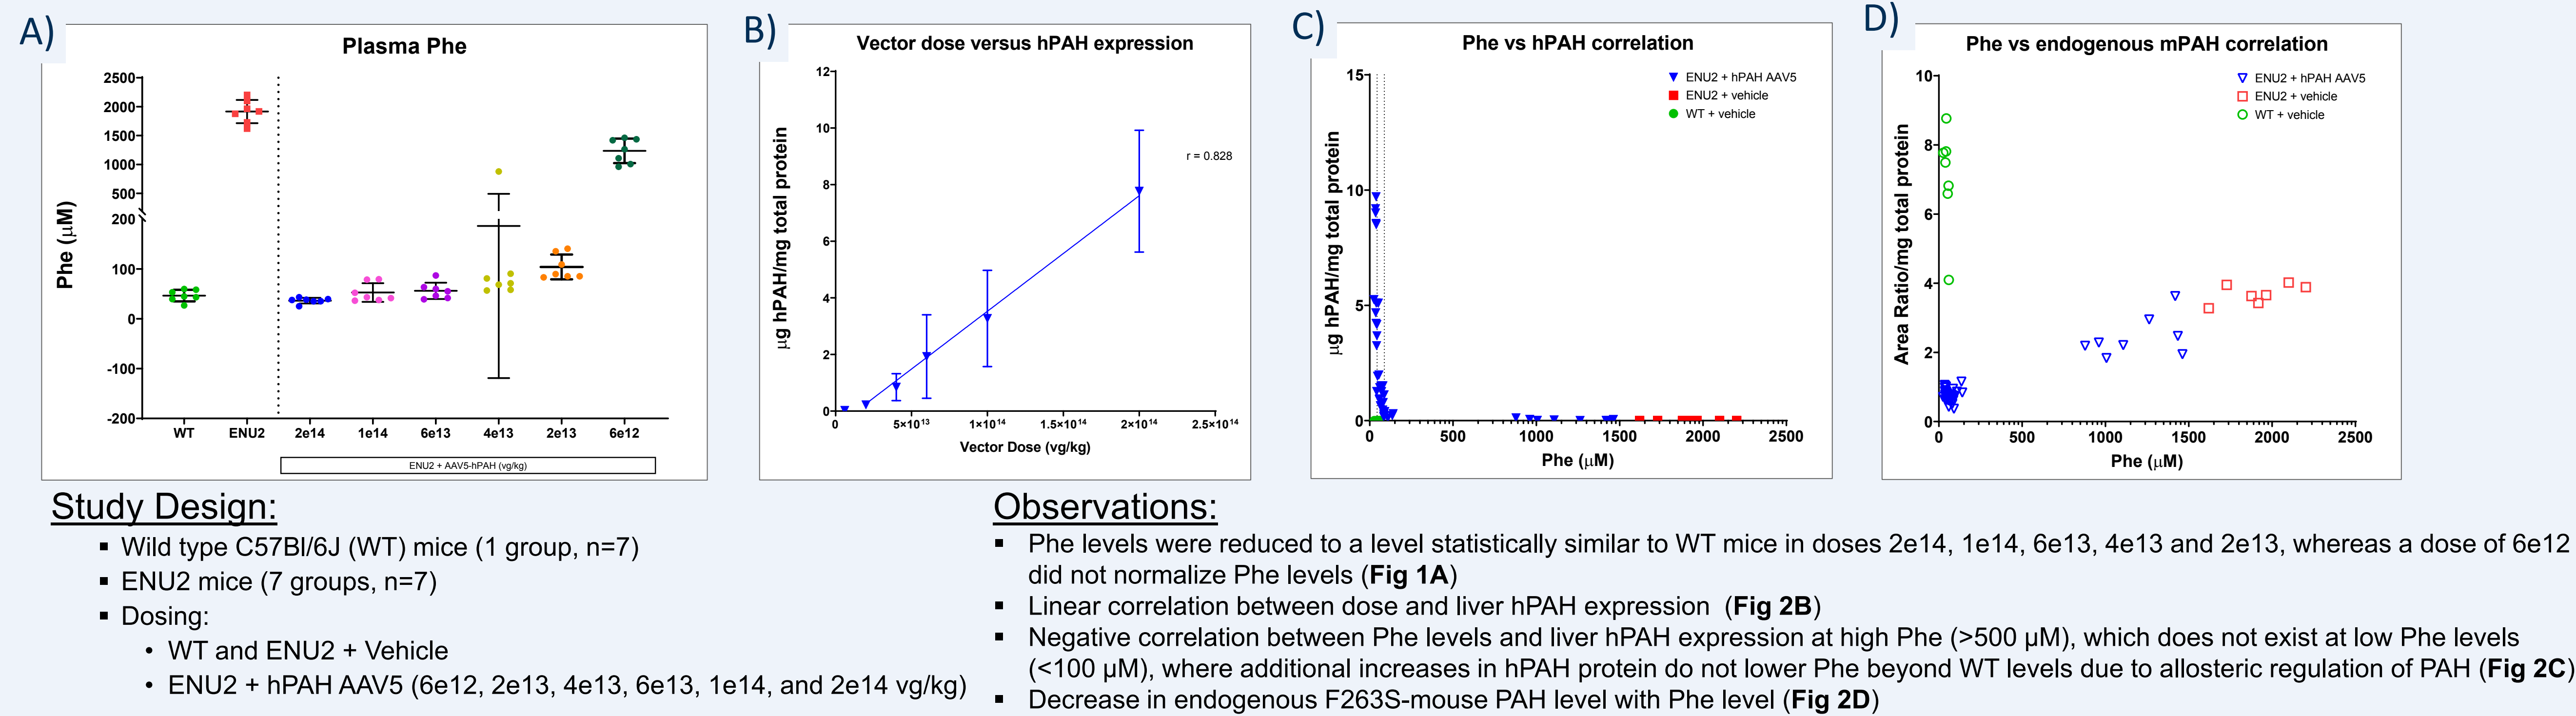 A)
Plasma Phe
Phe (µM)
2500
2000
1500
1000
500
200
100
0
-100
-200
WT
ENU2
2e14
1e14
6e13
4e13
2e13
6e12
ENU2 + AAV5-hPAH (vg/kg)
B)
Vector dose versus hPAH expression
µg hPAH/mg total protein
12
10
8
6
4
2
0
r = 0.828
0
5×10¹³
1×10¹⁴
1.5×10¹⁴
2×10¹⁴
2.5×10¹⁴
Vector Dose (vg/kg)
C)
Phe vs hPAH correlation
µg hPAH/mg total protein
15
10
5
0
ENU2 + hPAH AAV5
ENU2 + vehicle
WT + vehicle
0
500
1000
1500
2000
2500
Phe (µM)
D)
Phe vs endogenous mPAH correlation
Area Ratio/mg total protein
10
8
6
4
2
0
ENU2 + hPAH AAV5
ENU2 + vehicle
WT + vehicle
0
500
1000
1500
2000
2500
Phe (µM)
Study Design:
▪ Wild type C57Bl/6J (WT) mice (1 group, n=7)
▪ ENU2 mice (7 groups, n=7)
▪ Dosing:
• WT and ENU2 + Vehicle
• ENU2 + hPAH AAV5 (6e12, 2e13, 4e13, 6e13, 1e14, and 2e14 vg/kg)
Observations:
▪ Phe levels were reduced to a level statistically similar to WT mice in doses 2e14, 1e14, 6e13, 4e13 and 2e13, whereas a dose of 6e12
did not normalize Phe levels (Fig 1A)
▪ Linear correlation between dose and liver hPAH expression (Fig 2B)
▪ Negative correlation between Phe levels and liver hPAH expression at high Phe (>500 µM), which does not exist at low Phe levels
(<100 µM), where additional increases in hPAH protein do not lower Phe beyond WT levels due to allosteric regulation of PAH (Fig 2C)
▪ Decrease in endogenous F263S-mouse PAH level with Phe level (Fig 2D)